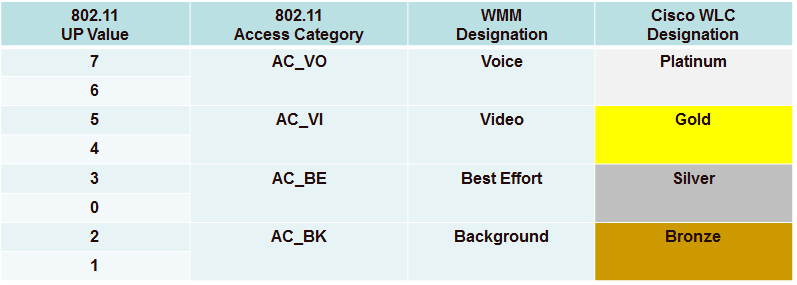 802.11 UP Value 802.11 Access Category WMM Designation Cisco WLC Designation
7 AC_VO Voice Platinum
6
5 AC_VI Video Gold
4
3 AC_BE Best Effort Silver
0
2 AC_BK Background Bronze
1